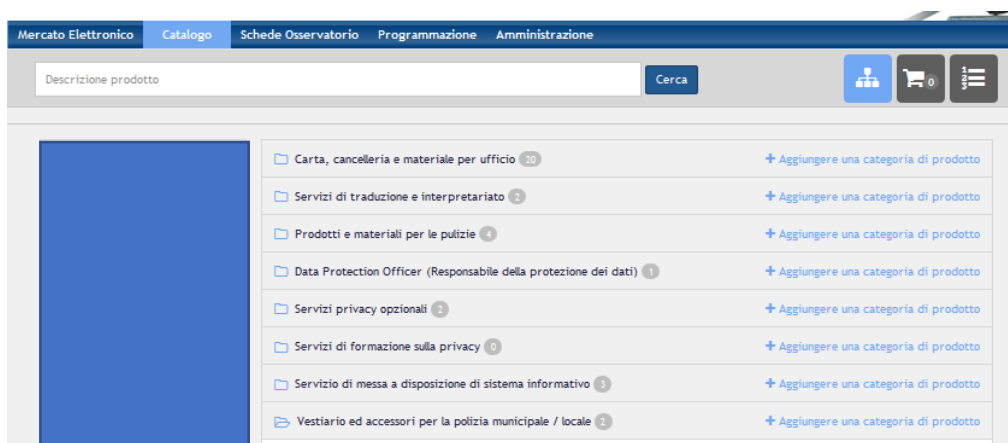 Mercato Elettronico Catalogo Schede Osservatorio Programmazione Amministrazione
Descrizione prodotto Cerca 0 1 2 3
Carta, cancelleria e materiale per ufficio 20 + Aggiungere una categoria di prodotto
Servizi di traduzione e interpretariato 2 + Aggiungere una categoria di prodotto
Prodotti e materiali per le pulizie 4 + Aggiungere una categoria di prodotto
Data Protection Officer (Responsabile della protezione dei dati) 1 + Aggiungere una categoria di prodotto
Servizi privacy opzionali 2 + Aggiungere una categoria di prodotto
Servizi di formazione sulla privacy 0 + Aggiungere una categoria di prodotto
Servizio di messa a disposizione di sistema informativo 3 + Aggiungere una categoria di prodotto
Vestiario ed accessori per la polizia municipale / locale 2 + Aggiungere una categoria di prodotto